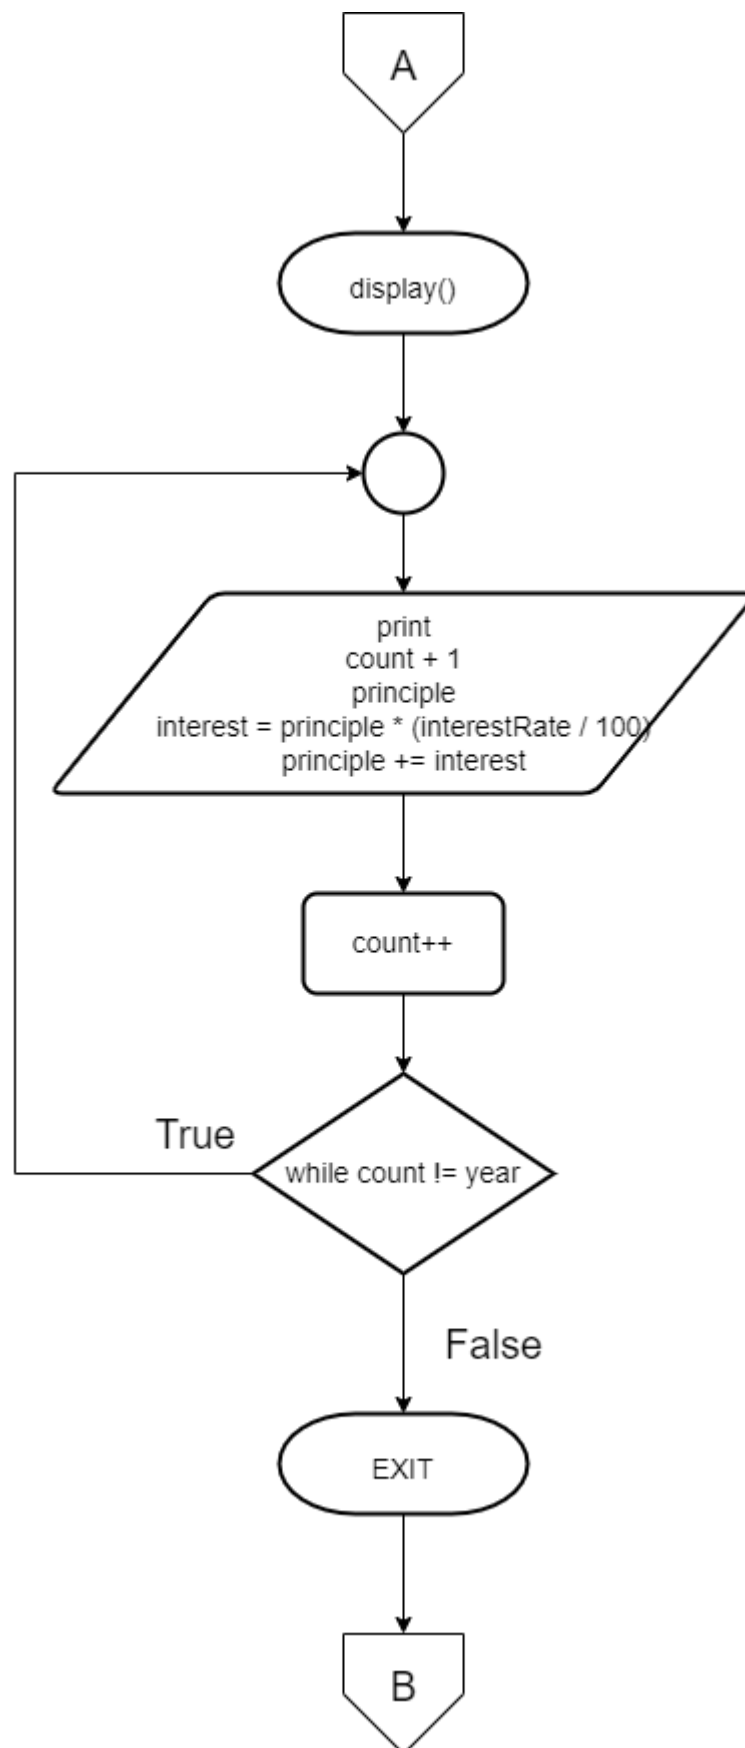 A
display()
print
count + 1
principle
interest = principle * (interestRate / 100)
principle += interest
count++
True
while count != year
False
EXIT
B